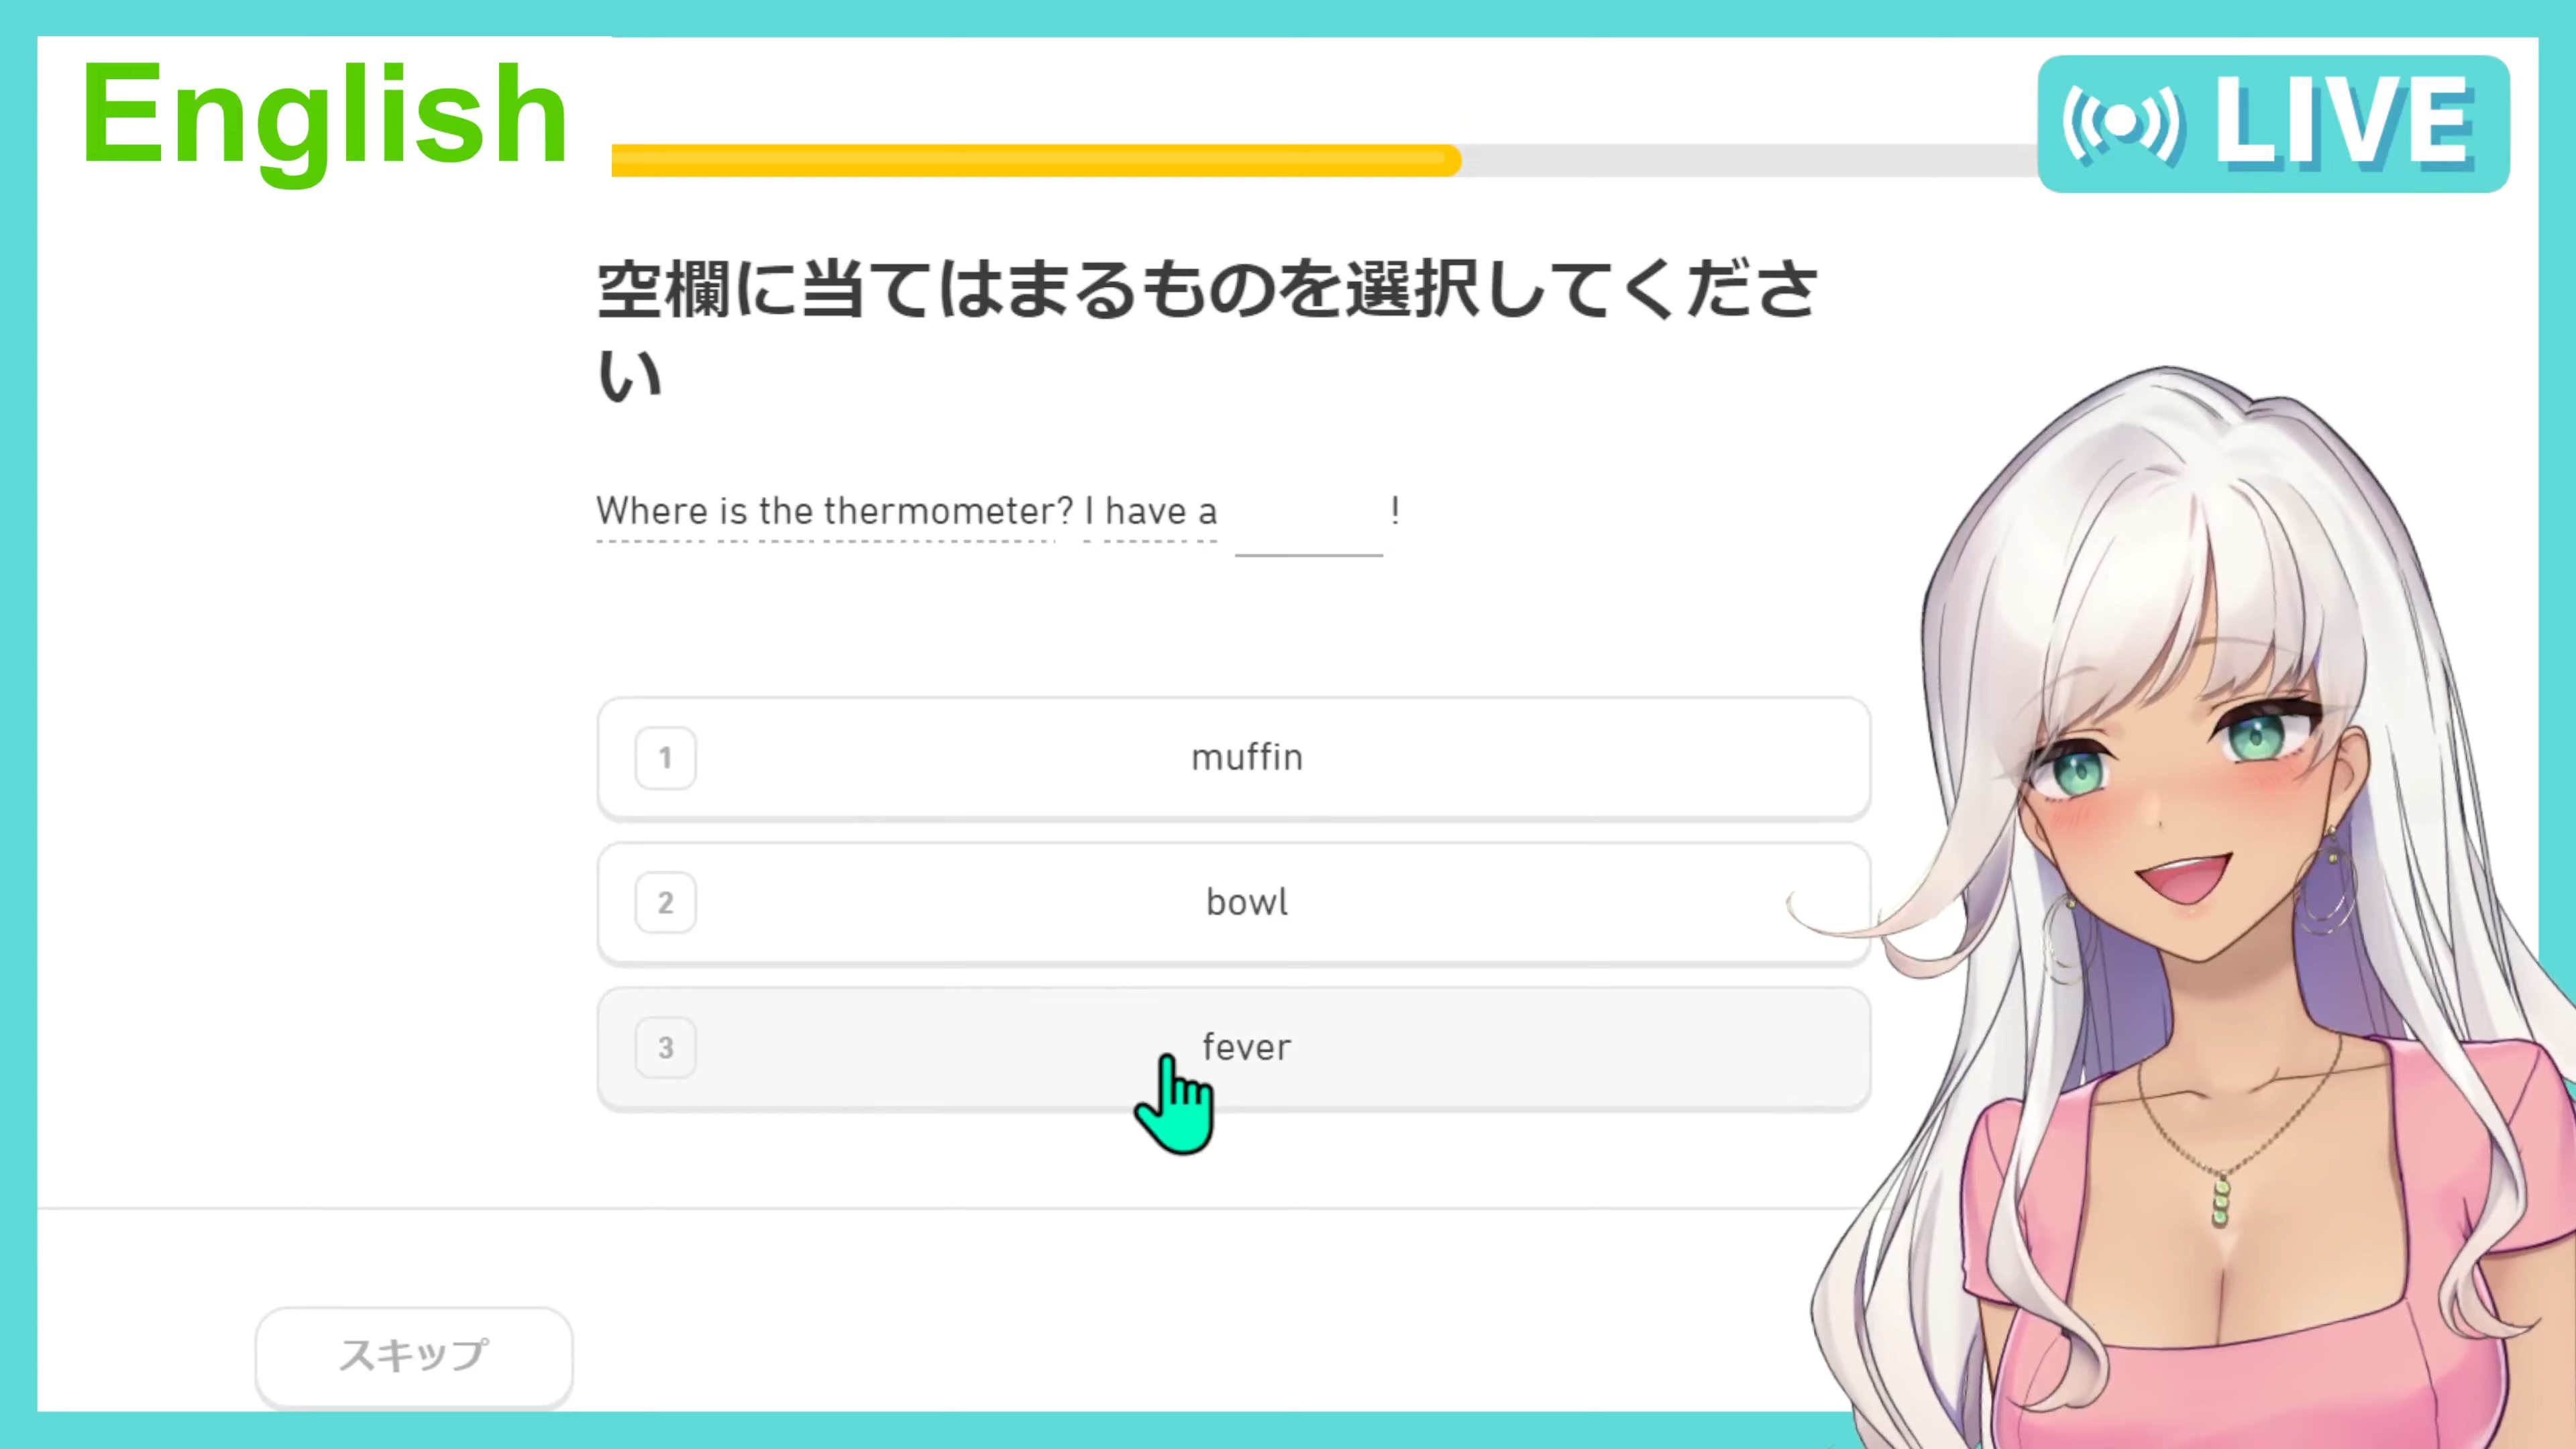 English
LIVE
空欄に当てはまるものを選択してくださ
い
Where is the thermometer? I have a ______ !
1 muffin
2 bowl
3 fever
スキップ